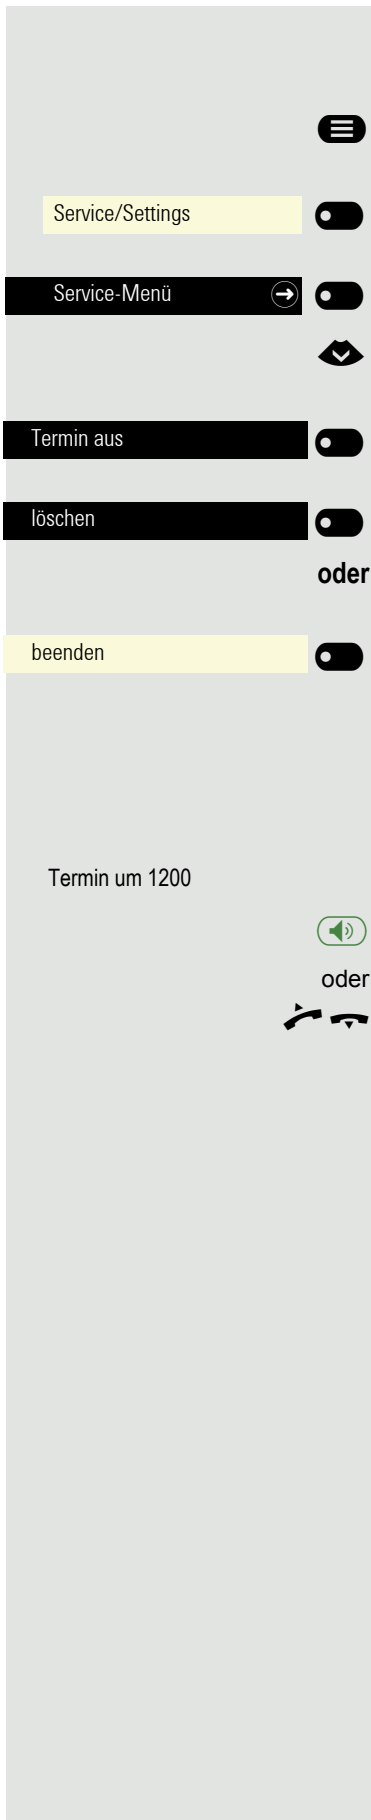 Service/Settings
Service-Menü
Termin aus
löschen
oder
beenden
Termin um 1200
oder